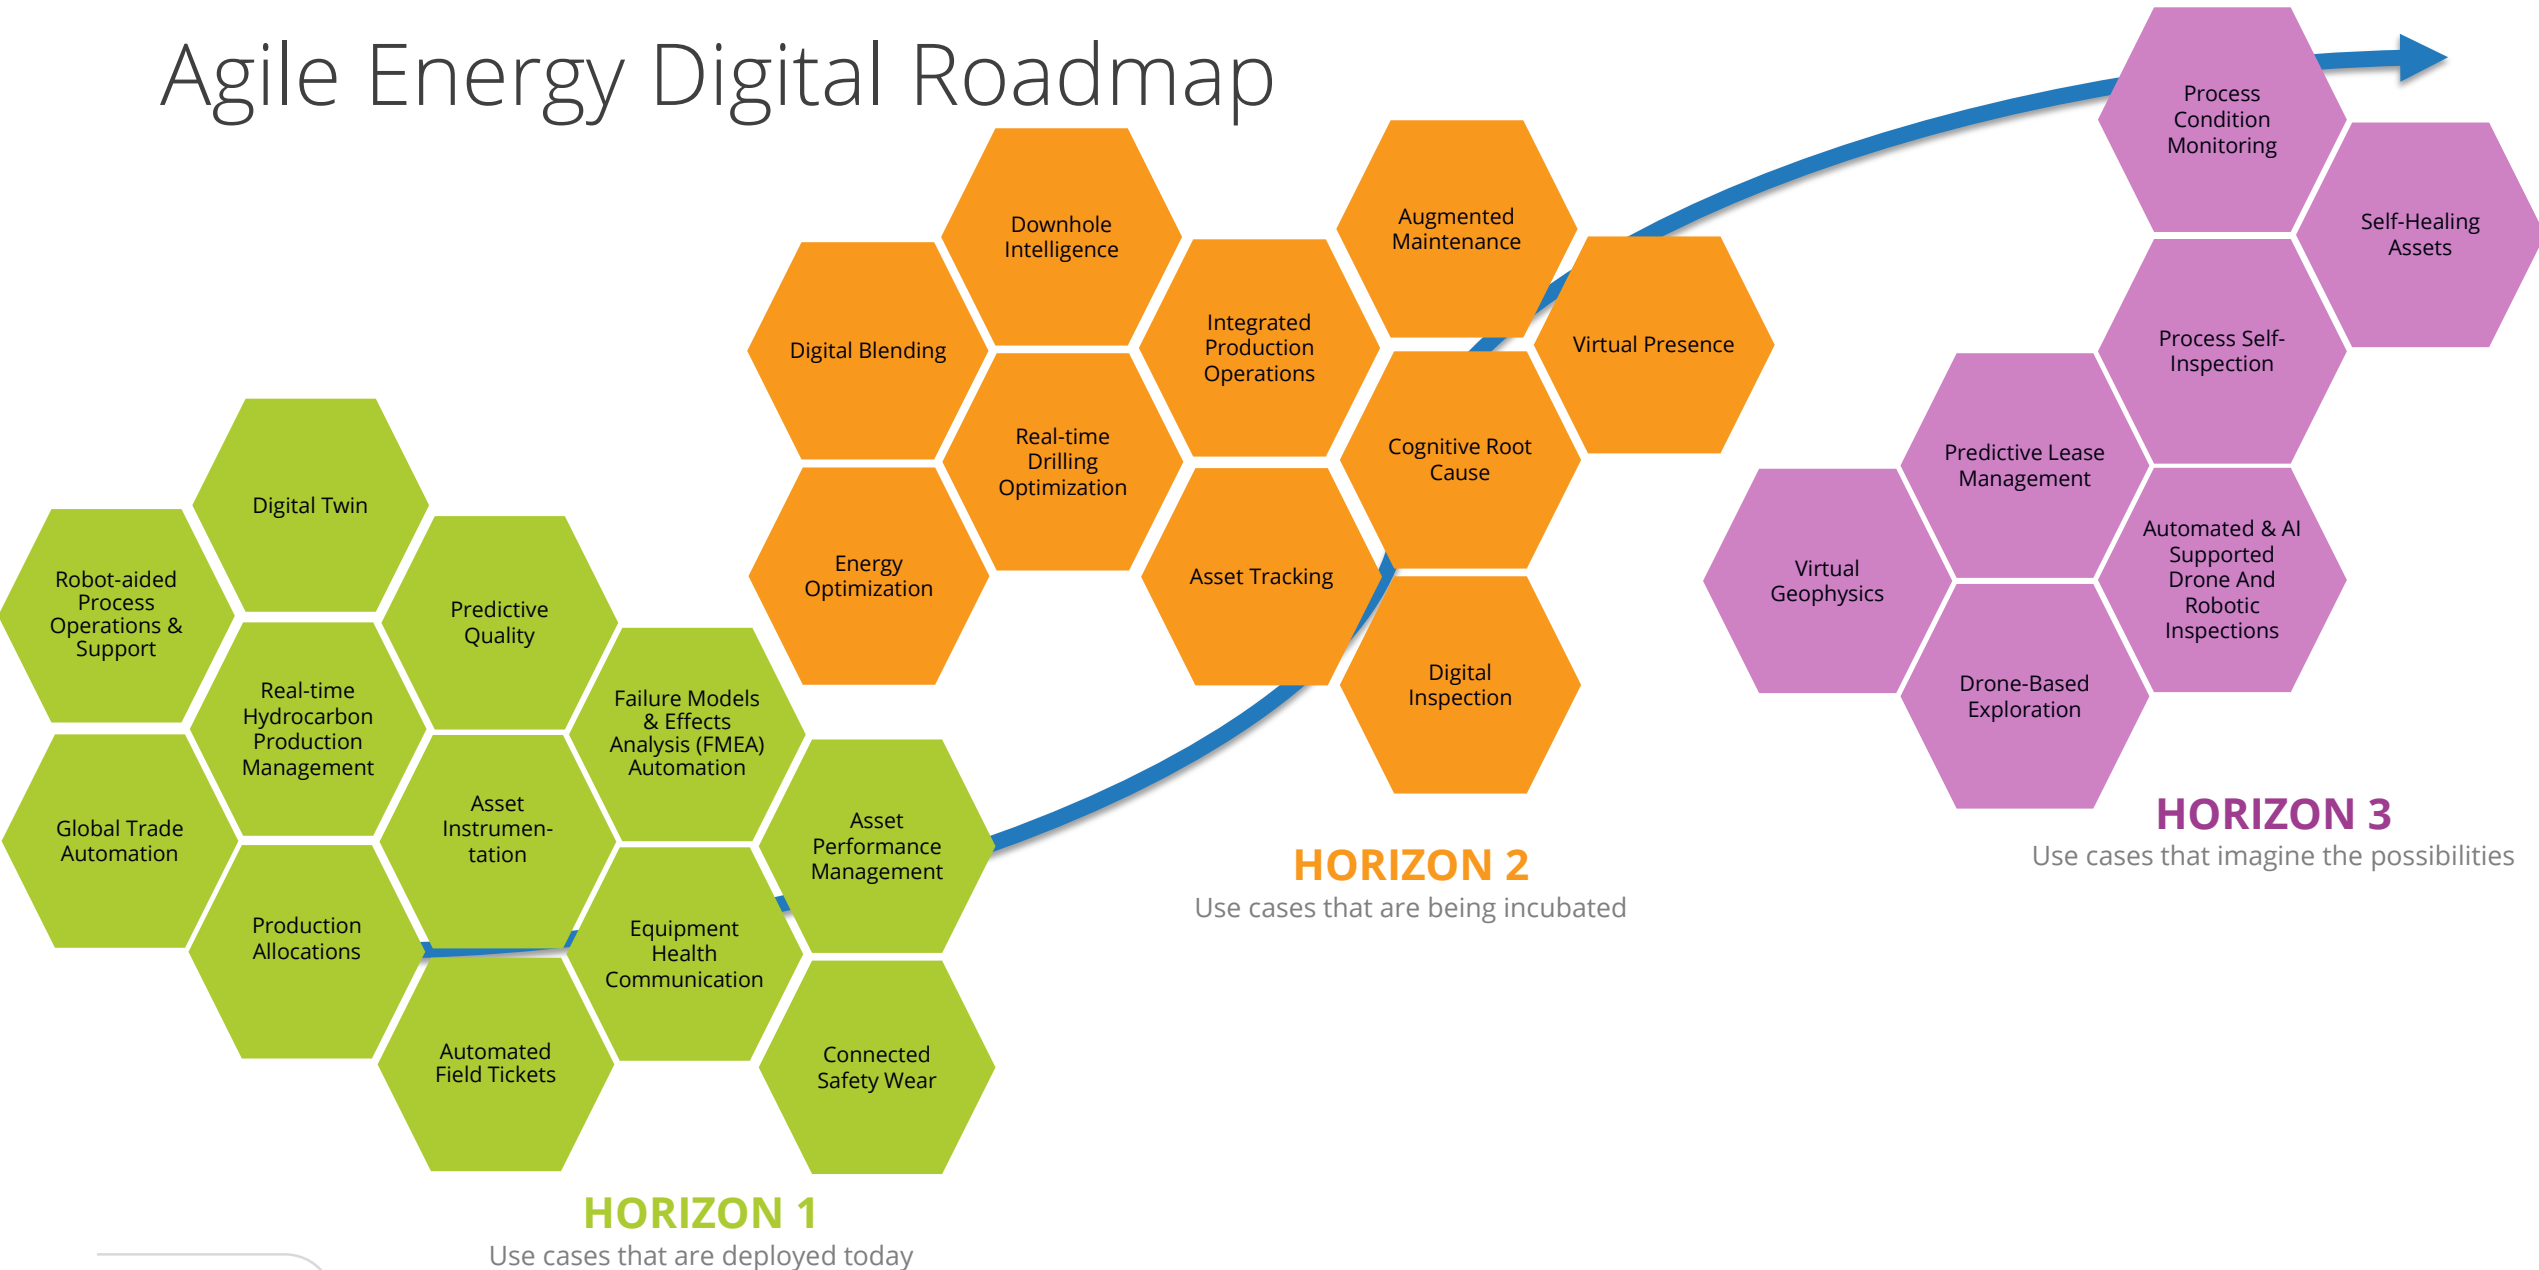 Agile Energy Digital Roadmap
Digital Twin
Robot-aided
Process
Operations &
Support
Predictive
Quality
Real-time
Hydrocarbon
Production
Management
Failure Models
& Effects
Analysis (FMEA)
Automation
Global Trade
Automation
Asset
Instrumen-
tation
Asset
Performance
Management
Production
Allocations
Equipment
Health
Communication
Automated
Field Tickets
Connected
Safety Wear
HORIZON 1
Use cases that are deployed today
Downhole
Intelligence
Augmented
Maintenance
Digital Blending
Integrated
Production
Operations
Virtual Presence
Real-time
Drilling
Optimization
Cognitive Root
Cause
Energy
Optimization
Asset Tracking
Digital
Inspection
HORIZON 2
Use cases that are being incubated
Process
Condition
Monitoring
Self-Healing
Assets
Process Self-
Inspection
Predictive Lease
Management
Virtual
Geophysics
Automated & AI
Supported
Drone And
Robotic
Inspections
Drone-Based
Exploration
HORIZON 3
Use cases that imagine the possibilities